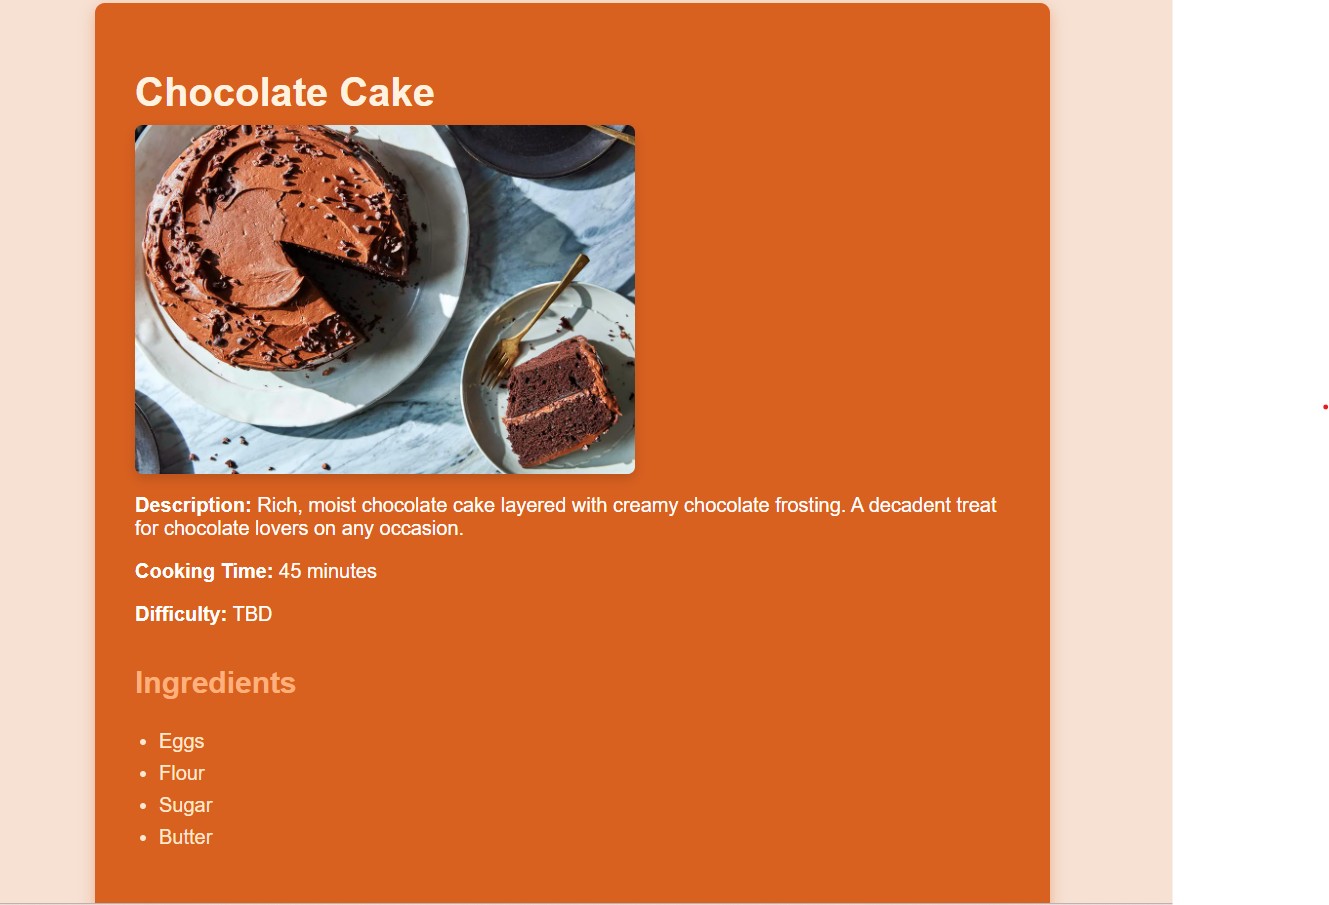 Chocolate Cake
Description: Rich, moist chocolate cake layered with creamy chocolate frosting. A decadent treat
for chocolate lovers on any occasion.
Cooking Time: 45 minutes
Difficulty: TBD
Ingredients
• Eggs
• Flour
• Sugar
• Butter